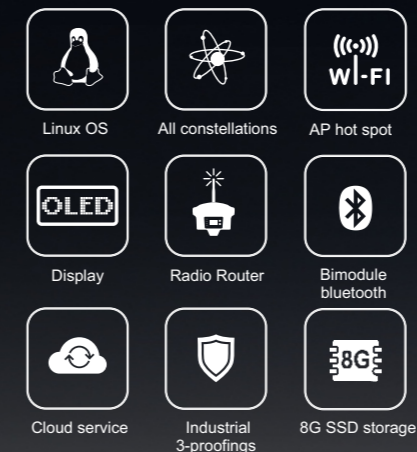 WI-FI
Linux OS
All constellations
AP hot spot
OLED
Display
Radio Router
Bimodule
bluetooth
8G
Cloud service
Industrial
3-proofings
8G SSD storage